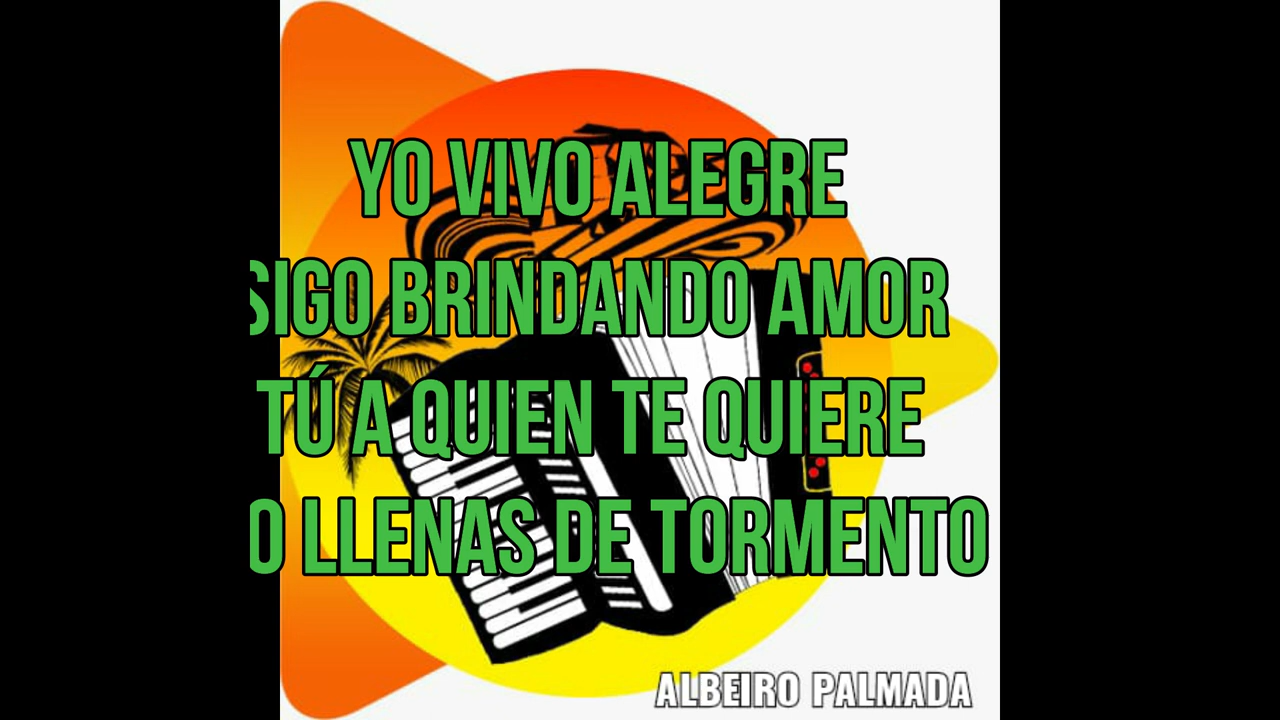 YO VIVO ALEGRE
SIGO BRINDANDO AMOR
TÚ A QUIEN TE QUIERE
O LLENAS DE TORMENTO
ALBEIRO PALMADA